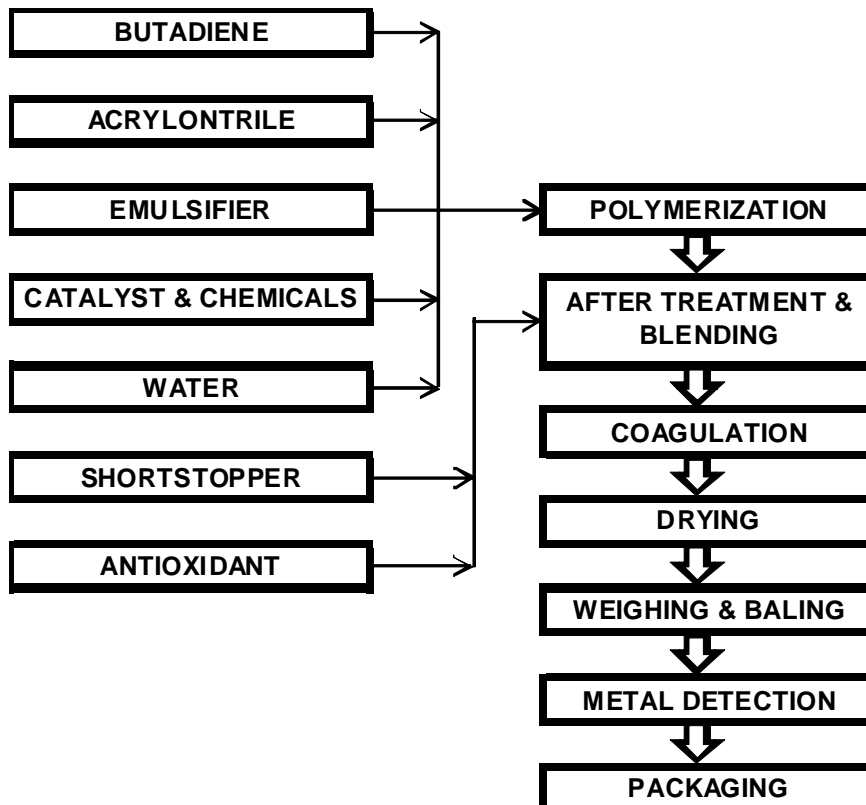 BUTADIENE
ACRYLONTRILE
EMULSIFIER
CATALYST & CHEMICALS
WATER
SHORTSTOPPER
ANTIOXIDANT
POLYMERIZATION
AFTER TREATMENT &
BLENDING
COAGULATION
DRYING
WEIGHING & BALING
METAL DETECTION
PACKAGING